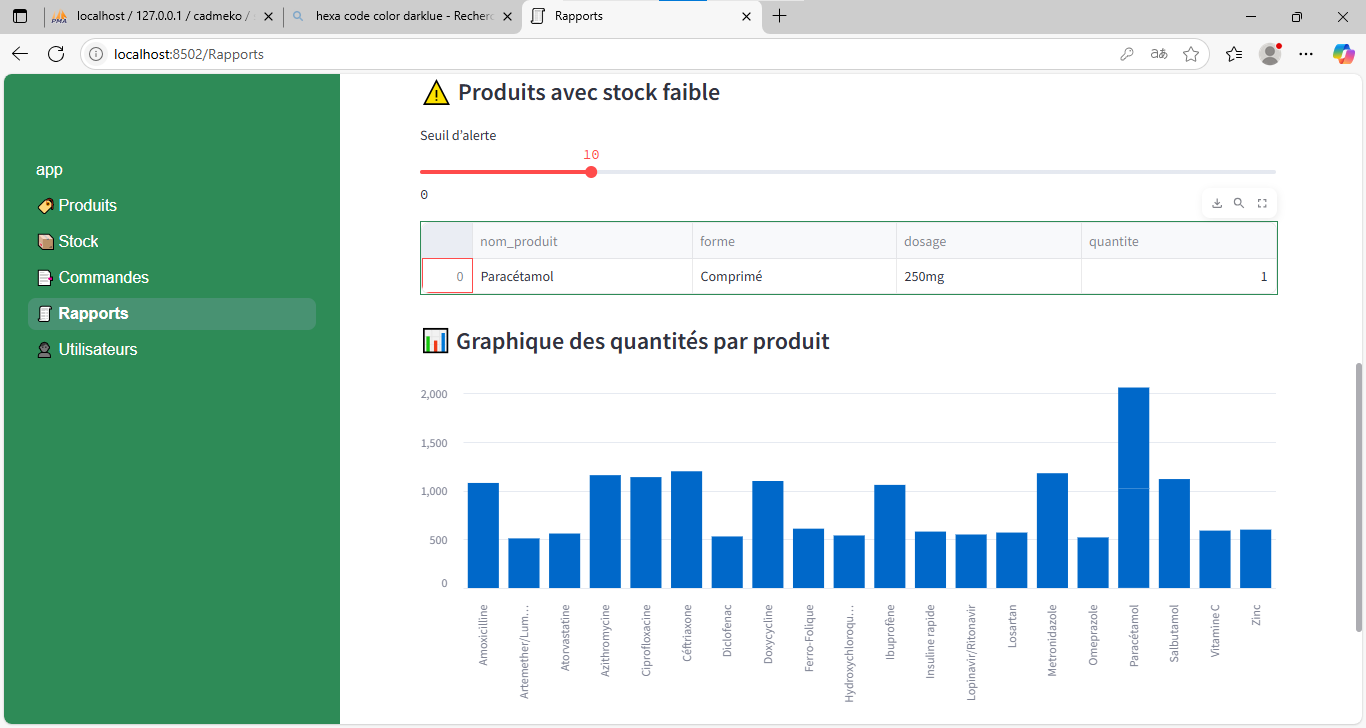 localhost / 127.0.0.1 / cadmeko /
hexa code color darklue - Recherc
Rapports
localhost:8502/Rapports
Produits avec stock faible
Seuil d'alerte
10
0
app
Produits
Stock
Commandes
Rapports
Utilisateurs
nom_produit forme dosage quantite
0 Paracétamol Comprimé 250mg 1
Graphique des quantités par produit
2,000
1,500
1,000
500
0
Amoxicilline
Artemether/Lum…
Atorvastatine
Azithromycine
Ciprofloxacine
Céftriaxone
Diclofenac
Doxycycline
Ferro-Folique
Hydroxychloroqu…
Ibuprofène
Insuline rapide
Lopinavir/Ritonavir
Losartan
Metronidazole
Omeprazole
Paracétamol
Salbutamol
Vitamine C
Zinc